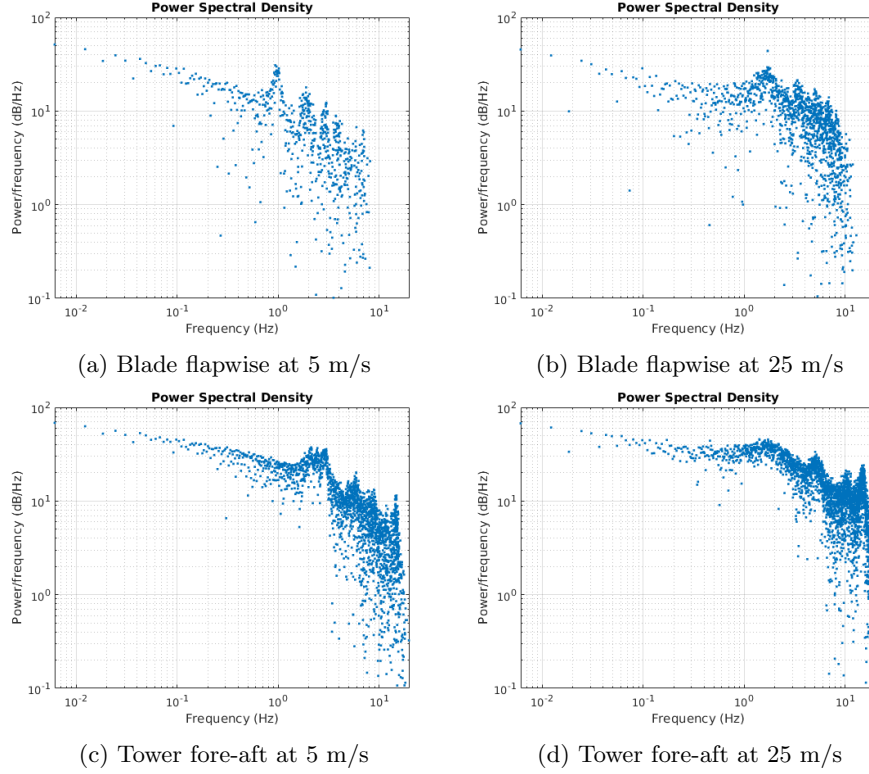 Power Spectral Density
10^2
10^1
10^0
10^-1
Power/frequency (dB/Hz)
10^-2
10^-1
10^0
10^1
Frequency (Hz)
(a) Blade flapwise at 5 m/s
Power Spectral Density
10^2
10^1
10^0
10^-1
Power/frequency (dB/Hz)
10^-2
10^-1
10^0
10^1
Frequency (Hz)
(b) Blade flapwise at 25 m/s
Power Spectral Density
10^2
10^1
10^0
10^-1
Power/frequency (dB/Hz)
10^-2
10^-1
10^0
10^1
Frequency (Hz)
(c) Tower fore-aft at 5 m/s
Power Spectral Density
10^2
10^1
10^0
10^-1
Power/frequency (dB/Hz)
10^-2
10^-1
10^0
10^1
Frequency (Hz)
(d) Tower fore-aft at 25 m/s